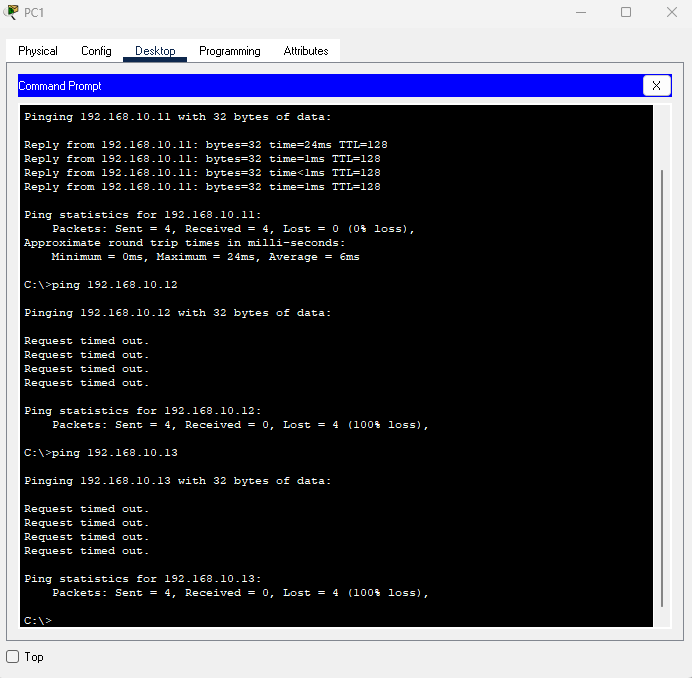 PC1
Physical Config Desktop Programming Attributes
Command Prompt X
Pinging 192.168.10.11 with 32 bytes of data:
Reply from 192.168.10.11: bytes=32 time=24ms TTL=128
Reply from 192.168.10.11: bytes=32 time=1ms TTL=128
Reply from 192.168.10.11: bytes=32 time<1ms TTL=128
Reply from 192.168.10.11: bytes=32 time=1ms TTL=128
Ping statistics for 192.168.10.11:
Packets: Sent = 4, Received = 4, Lost = 0 (0% loss),
Approximate round trip times in milli-seconds:
Minimum = 0ms, Maximum = 24ms, Average = 6ms
C:\>ping 192.168.10.12
Pinging 192.168.10.12 with 32 bytes of data:
Request timed out.
Request timed out.
Request timed out.
Request timed out.
Ping statistics for 192.168.10.12:
Packets: Sent = 4, Received = 0, Lost = 4 (100% loss),
C:\>ping 192.168.10.13
Pinging 192.168.10.13 with 32 bytes of data:
Request timed out.
Request timed out.
Request timed out.
Request timed out.
Ping statistics for 192.168.10.13:
Packets: Sent = 4, Received = 0, Lost = 4 (100% loss),
C:\>
Top